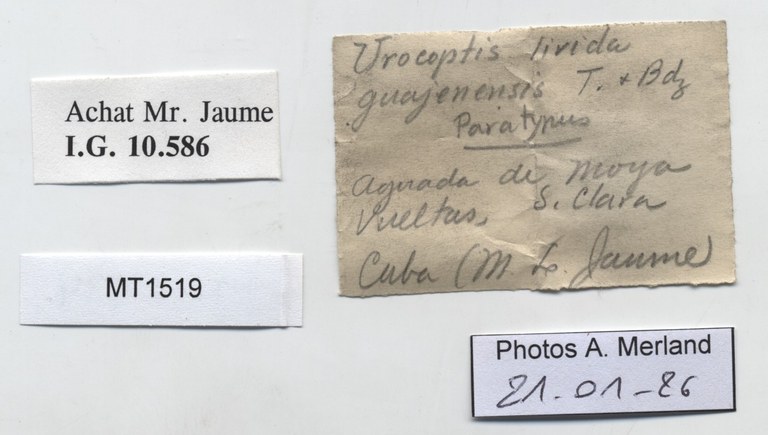 Achat Mr. Jaume
I.G. 10.586
MT1519
Urocoptis livida
guajenensis T. + Bdz
Paratypus
Aguada de Moya
Vueltas, S. Clara
Cuba (M. L. Jaume)
Photos A. Merland
21-01-26